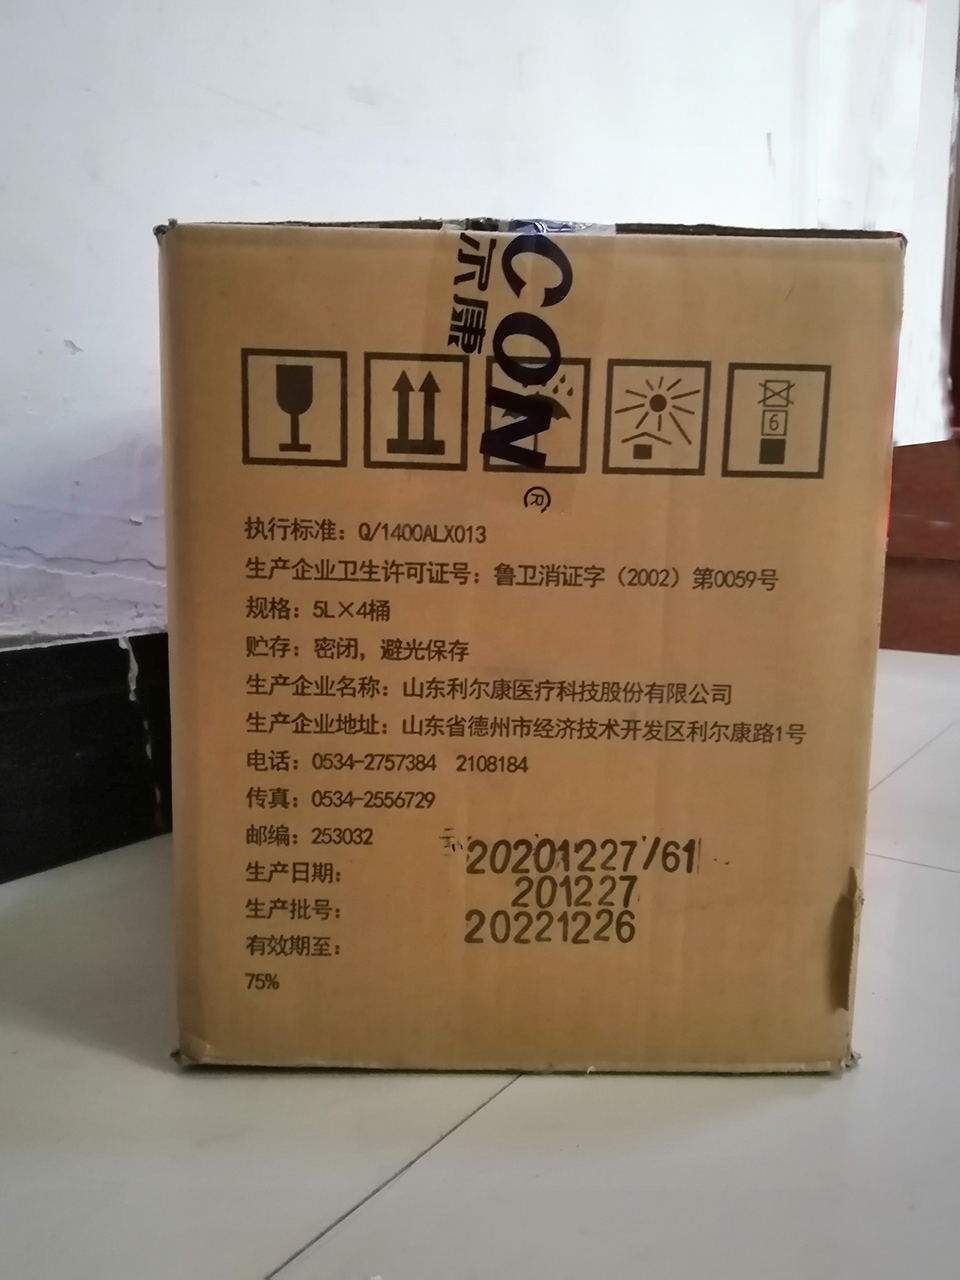 CON
尔康
®
6
执行标准：Q/1400ALX013
生产企业卫生许可证号：鲁卫消证字（2002）第0059号
规格：5L×4桶
贮存：密闭，避光保存
生产企业名称：山东利尔康医疗科技股份有限公司
生产企业地址：山东省德州市经济技术开发区利尔康路1号
电话：0534-2757384 2108184
传真：0534-2556729
邮编：253032
生产日期：20201227/61
生产批号：201227
有效期至：20221226
75%